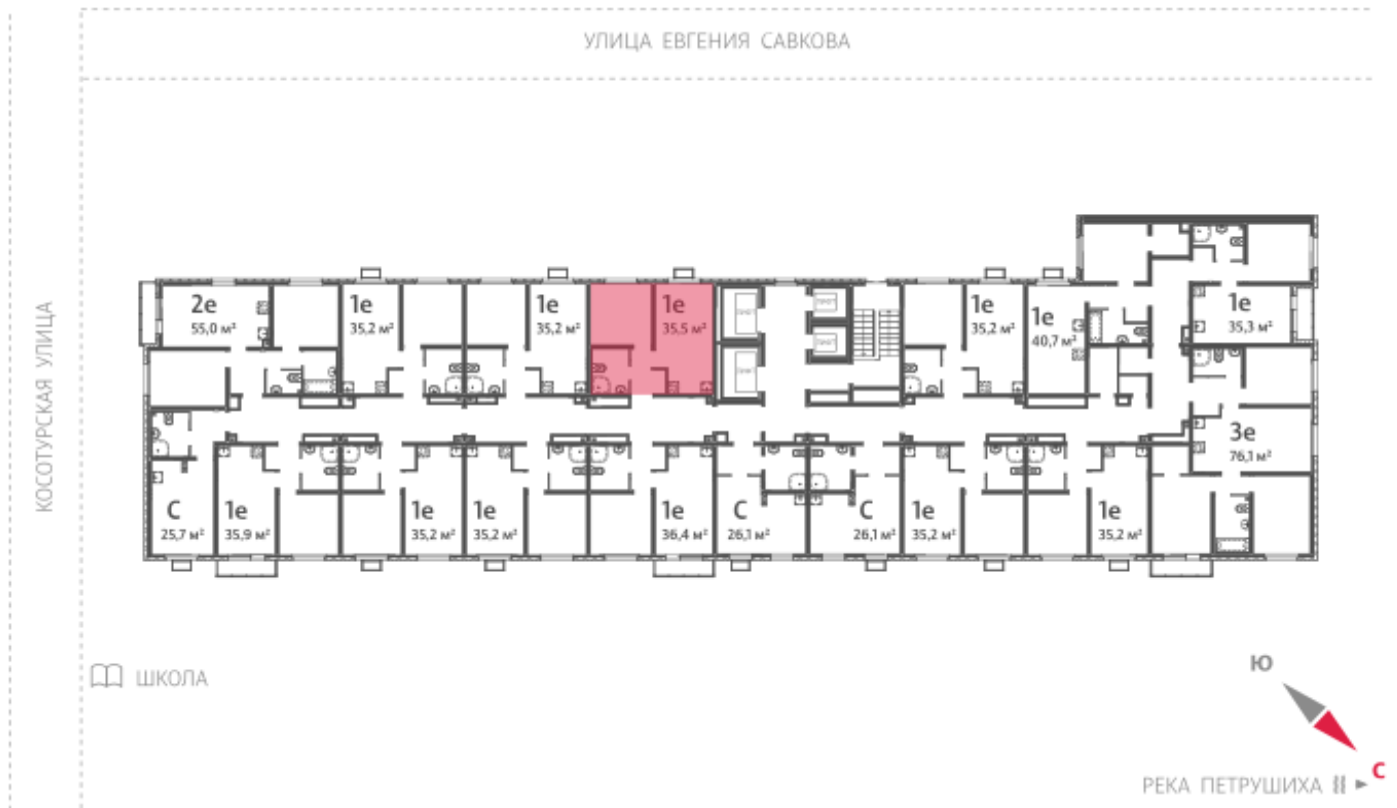 УЛИЦА ЕВГЕНИЯ САВКОВА
КОСОТУРСКАЯ УЛИЦА
2е
55,0 м²
1е
35,2 м²
1е
35,2 м²
1е
35,5 м²
1е
35,2 м²
1е
40,7 м²
1е
35,3 м²
3е
76,1 м²
С
25,7 м²
1е
35,9 м²
1е
35,2 м²
1е
35,2 м²
1е
36,4 м²
С
26,1 м²
С
26,1 м²
1е
35,2 м²
1е
35,2 м²
ШКОЛА
Ю
С
РЕКА ПЕТРУШИХА